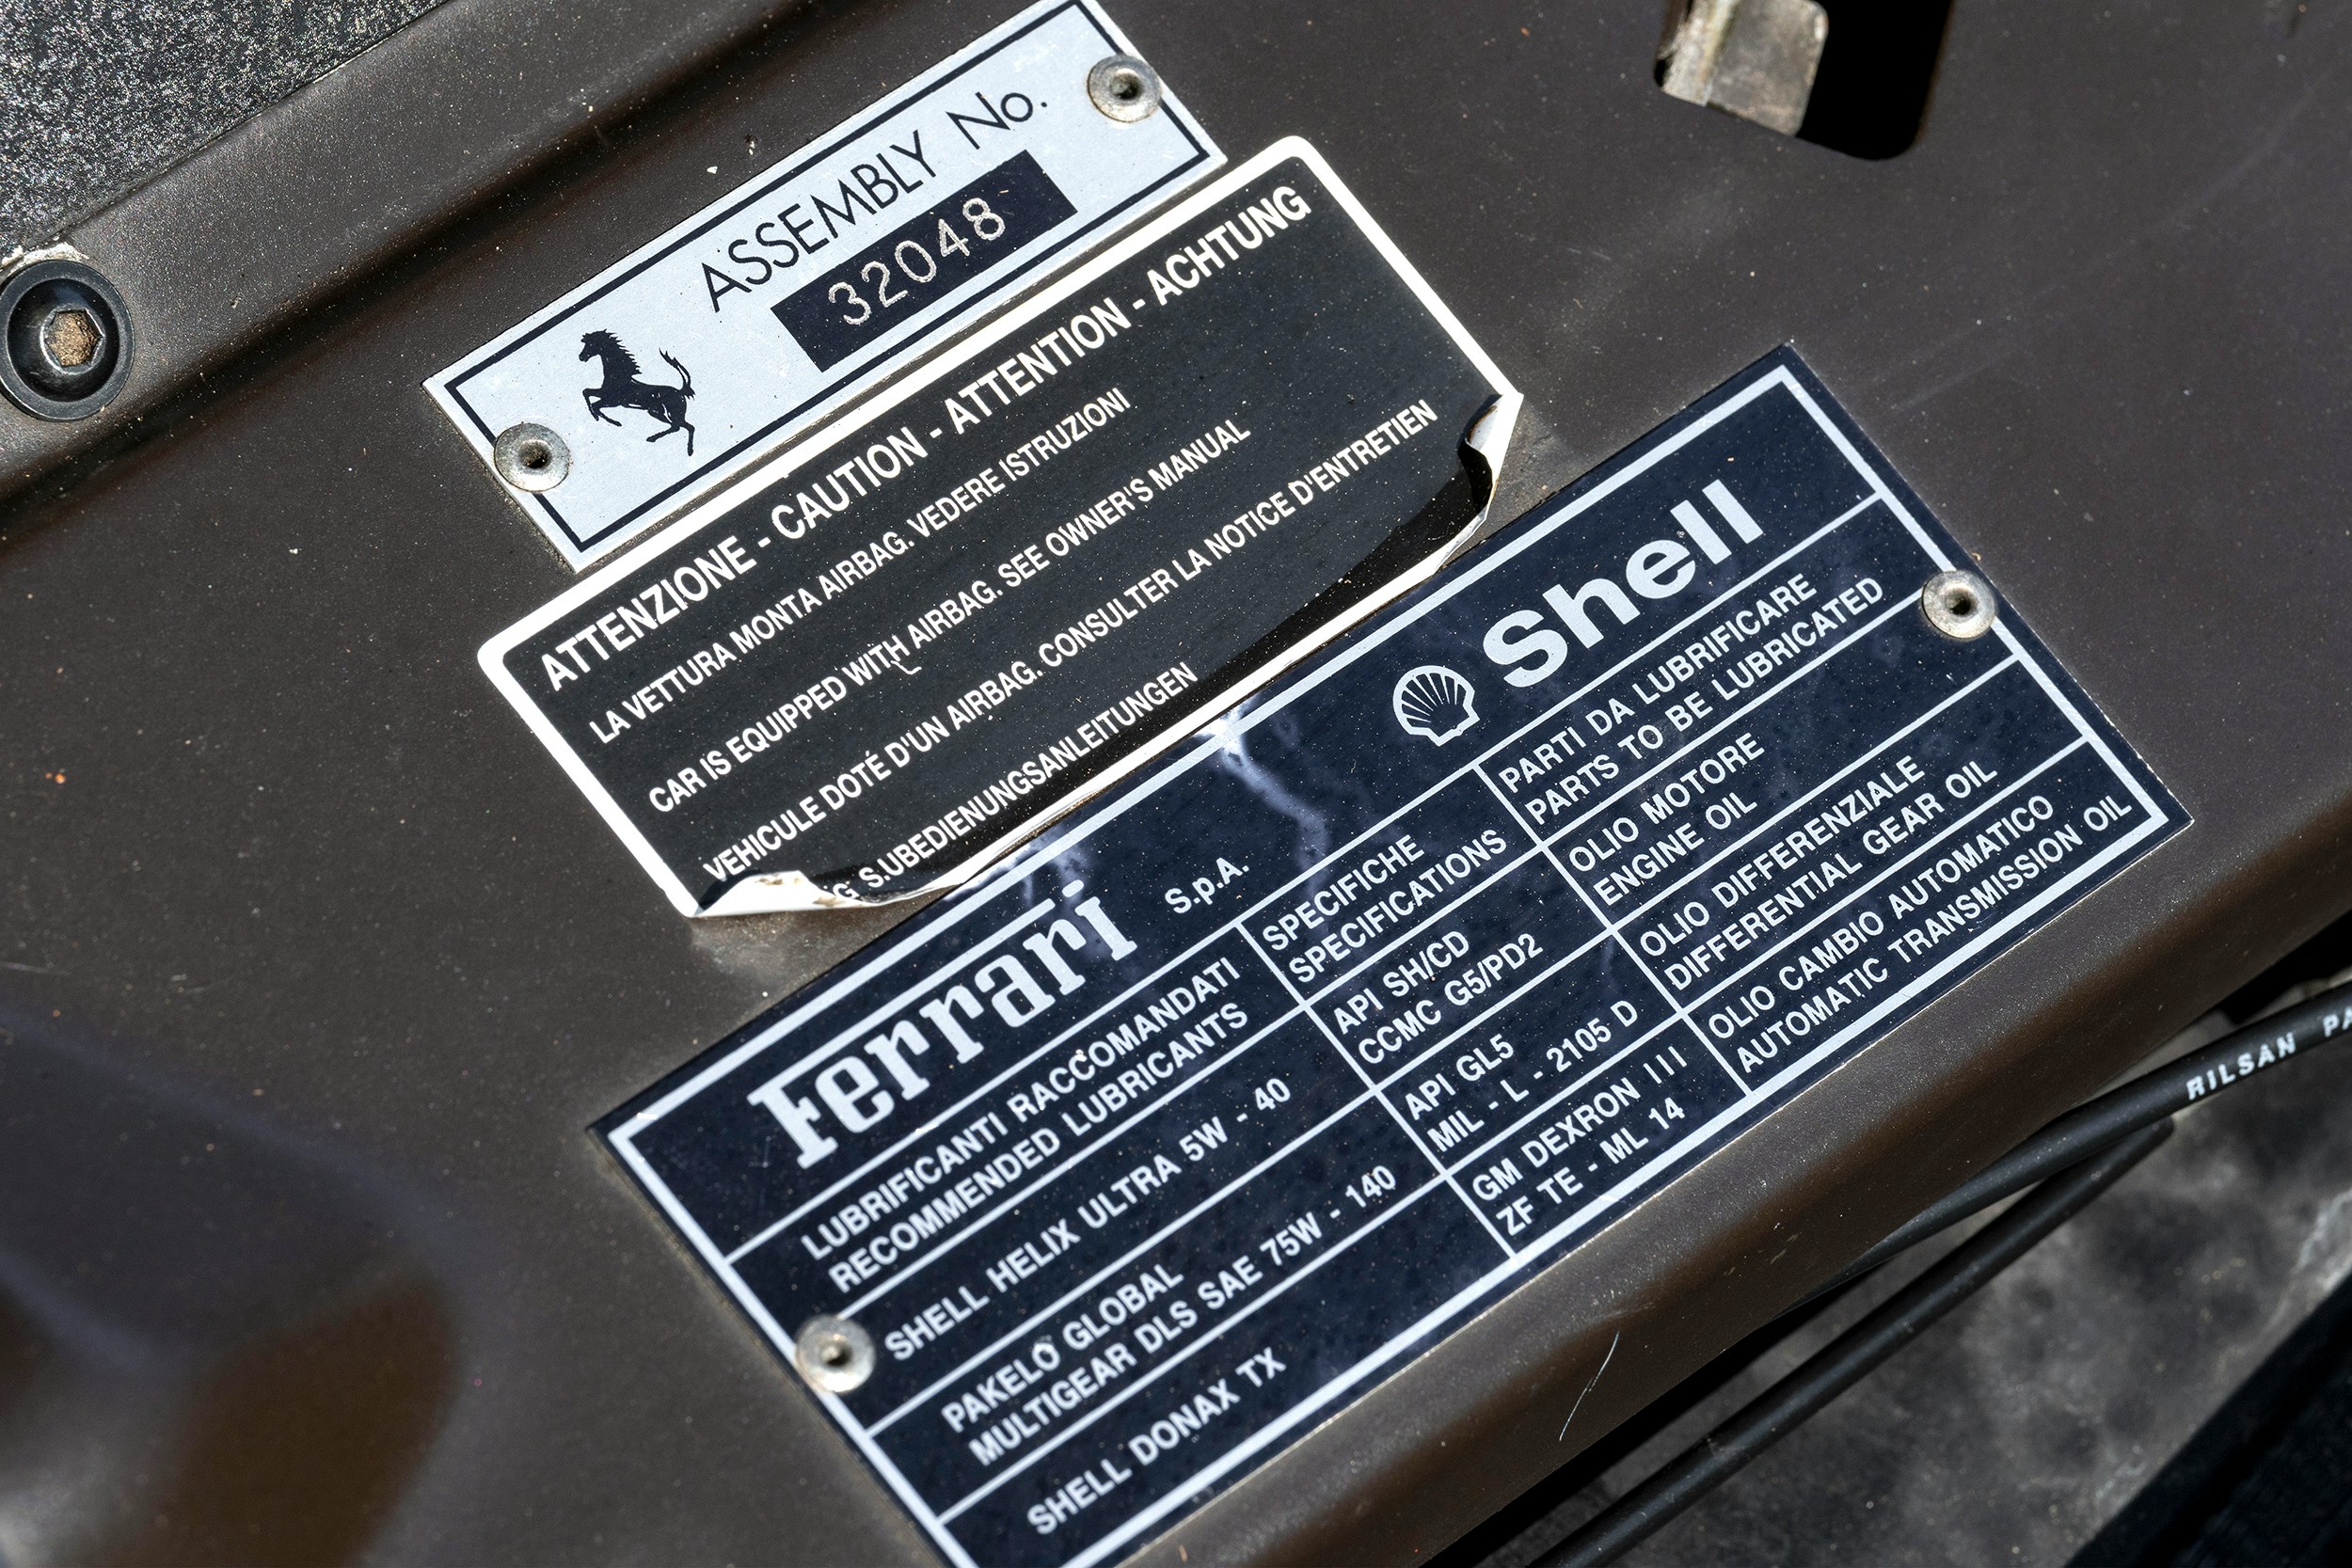 ASSEMBLY No.
32048
ATTENZIONE - CAUTION - ATTENTION - ACHTUNG
LA VETTURA MONTA AIRBAG. VEDERE ISTRUZIONI
CAR IS EQUIPPED WITH AIRBAG. SEE OWNER'S MANUAL
VEHICULE DOTÉ D'UN AIRBAG. CONSULTER LA NOTICE D'ENTRETIEN
S.UBEDIENUNGSANLEITUNGEN
Ferrari S.p.A. Shell
LUBRIFICANTI RACCOMANDATI
RECOMMENDED LUBRICANTS
SPECIFICHE
SPECIFICATIONS
PARTI DA LUBRIFICARE
PARTS TO BE LUBRICATED
SHELL HELIX ULTRA 5W - 40
API SH/CD
CCMC G5/PD2
OLIO MOTORE
ENGINE OIL
PAKELO GLOBAL
MULTIGEAR DLS SAE 75W - 140
API GL5
MIL - L - 2105 D
OLIO DIFFERENZIALE
DIFFERENTIAL GEAR OIL
SHELL DONAX TX
GM DEXRON III
ZF TE - ML 14
OLIO CAMBIO AUTOMATICO
AUTOMATIC TRANSMISSION OIL
RILSAN